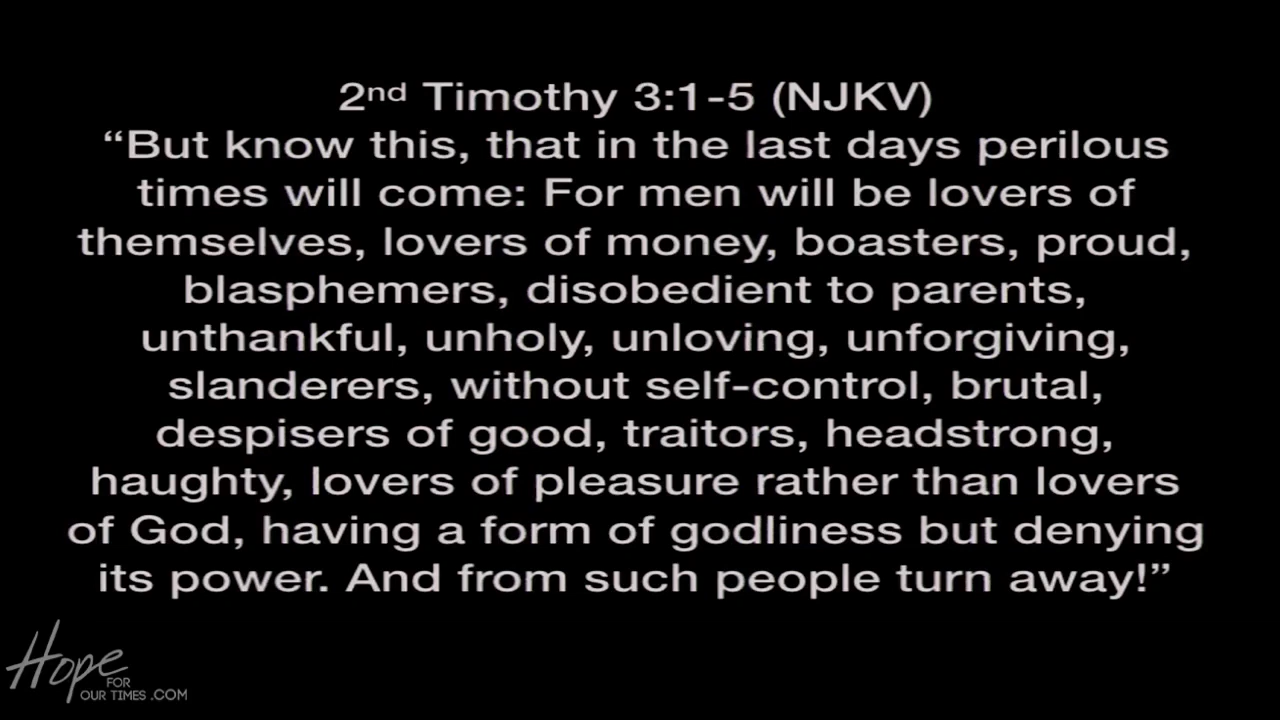 2nd Timothy 3:1-5 (NJKV)
“But know this, that in the last days perilous
times will come: For men will be lovers of
themselves, lovers of money, boasters, proud,
blasphemers, disobedient to parents,
unthankful, unholy, unloving, unforgiving,
slanderers, without self-control, brutal,
despisers of good, traitors, headstrong,
haughty, lovers of pleasure rather than lovers
of God, having a form of godliness but denying
its power. And from such people turn away!”
Hope
FOR
OUR TIMES .COM